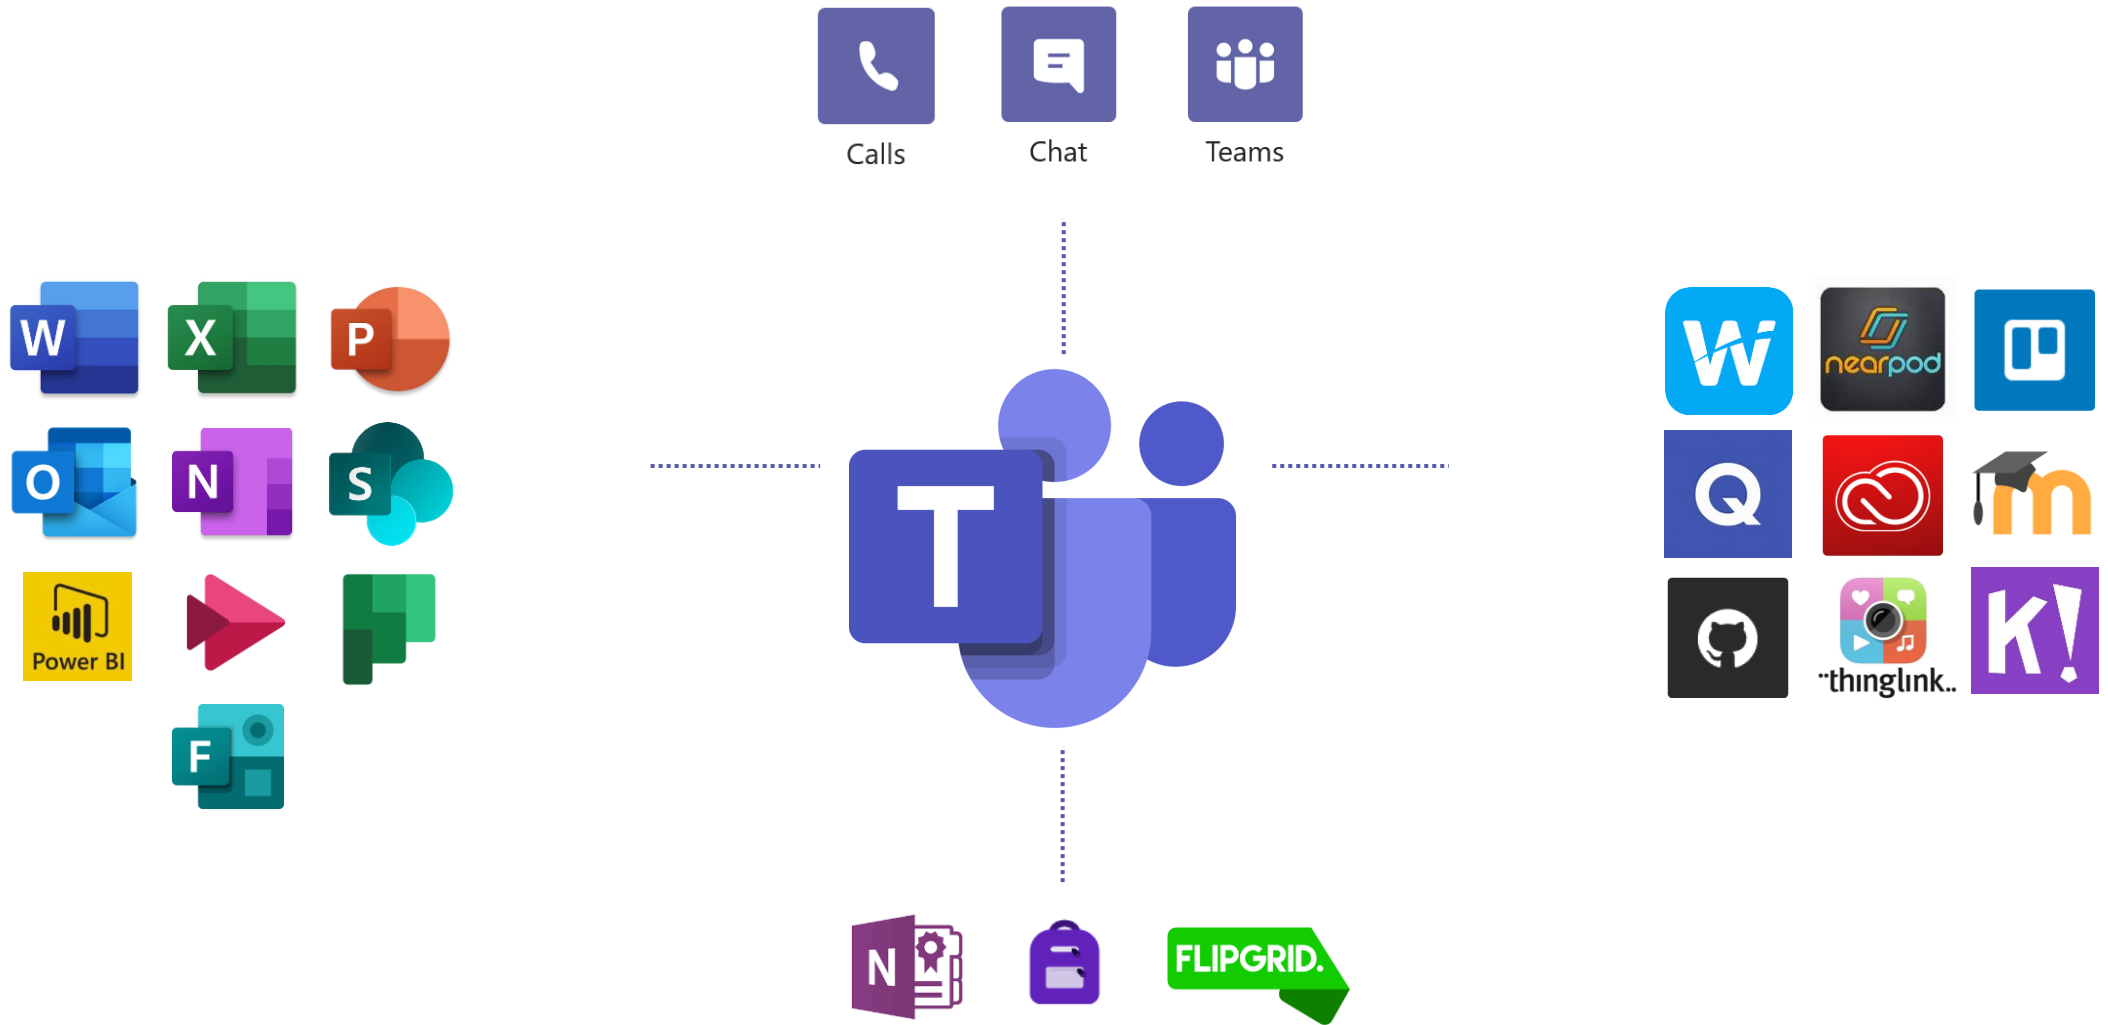 Calls
Chat
Teams
W
X
P
W
nearpod
O
N
S
T
Q
m
Power BI
F
¨thinglink..
K!
N
FLIPGRID.